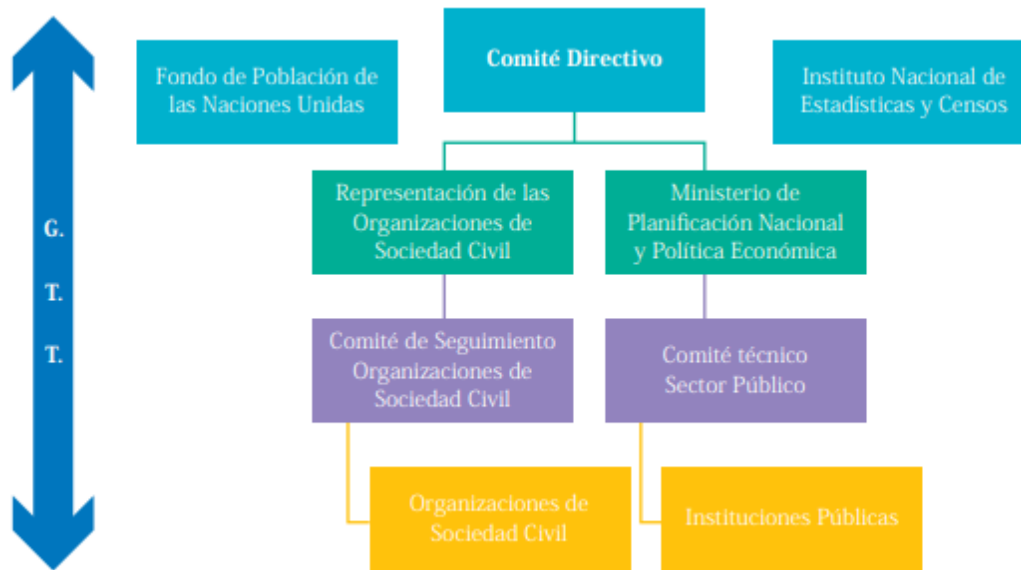 Comité Directivo
Fondo de Población de
las Naciones Unidas
Instituto Nacional de
Estadísticas y Censos
Representación de las
Organizaciones de
Sociedad Civil
Ministerio de
Planificación Nacional
y Política Económica
G.
T.
T.
Comité de Seguimiento
Organizaciones de
Sociedad Civil
Comité técnico
Sector Público
Organizaciones de
Sociedad Civil
Instituciones Públicas